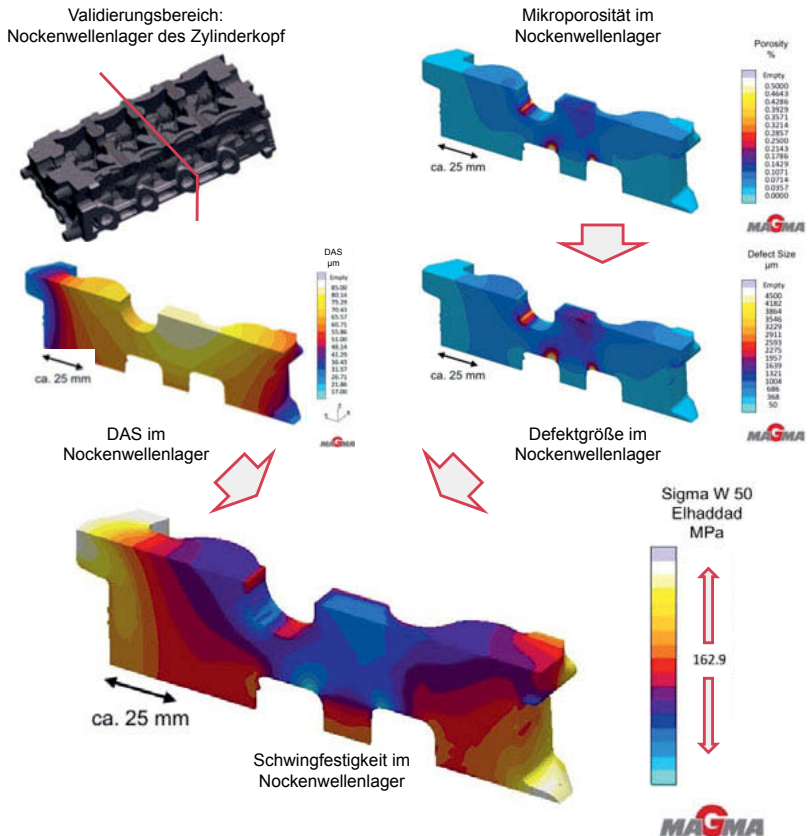 Validierungsbereich:
Nockenwellenlager des Zylinderkopf
Mikroporosität im
Nockenwellenlager
Porosity
%
Empty
0.5000
0.4643
0.4286
0.3929
0.3571
0.3214
0.2857
0.2500
0.2143
0.1786
0.1429
0.1071
0.0714
0.0357
0.0000
ca. 25 mm
MAGMA
DAS
µm
Empty
85.00
80.14
75.29
70.43
65.57
60.71
55.86
51.00
46.14
41.29
36.43
31.57
26.71
21.86
17.00
ca. 25 mm
MAGMA
Defect Size
µm
Empty
4500
4182
3864
3546
3229
2911
2593
2275
1957
1639
1321
1004
686
368
50
ca. 25 mm
MAGMA
DAS im
Nockenwellenlager
Defektgröße im
Nockenwellenlager
Sigma W 50
Elhaddad
MPa
162.9
ca. 25 mm
Schwingfestigkeit im
Nockenwellenlager
MAGMA